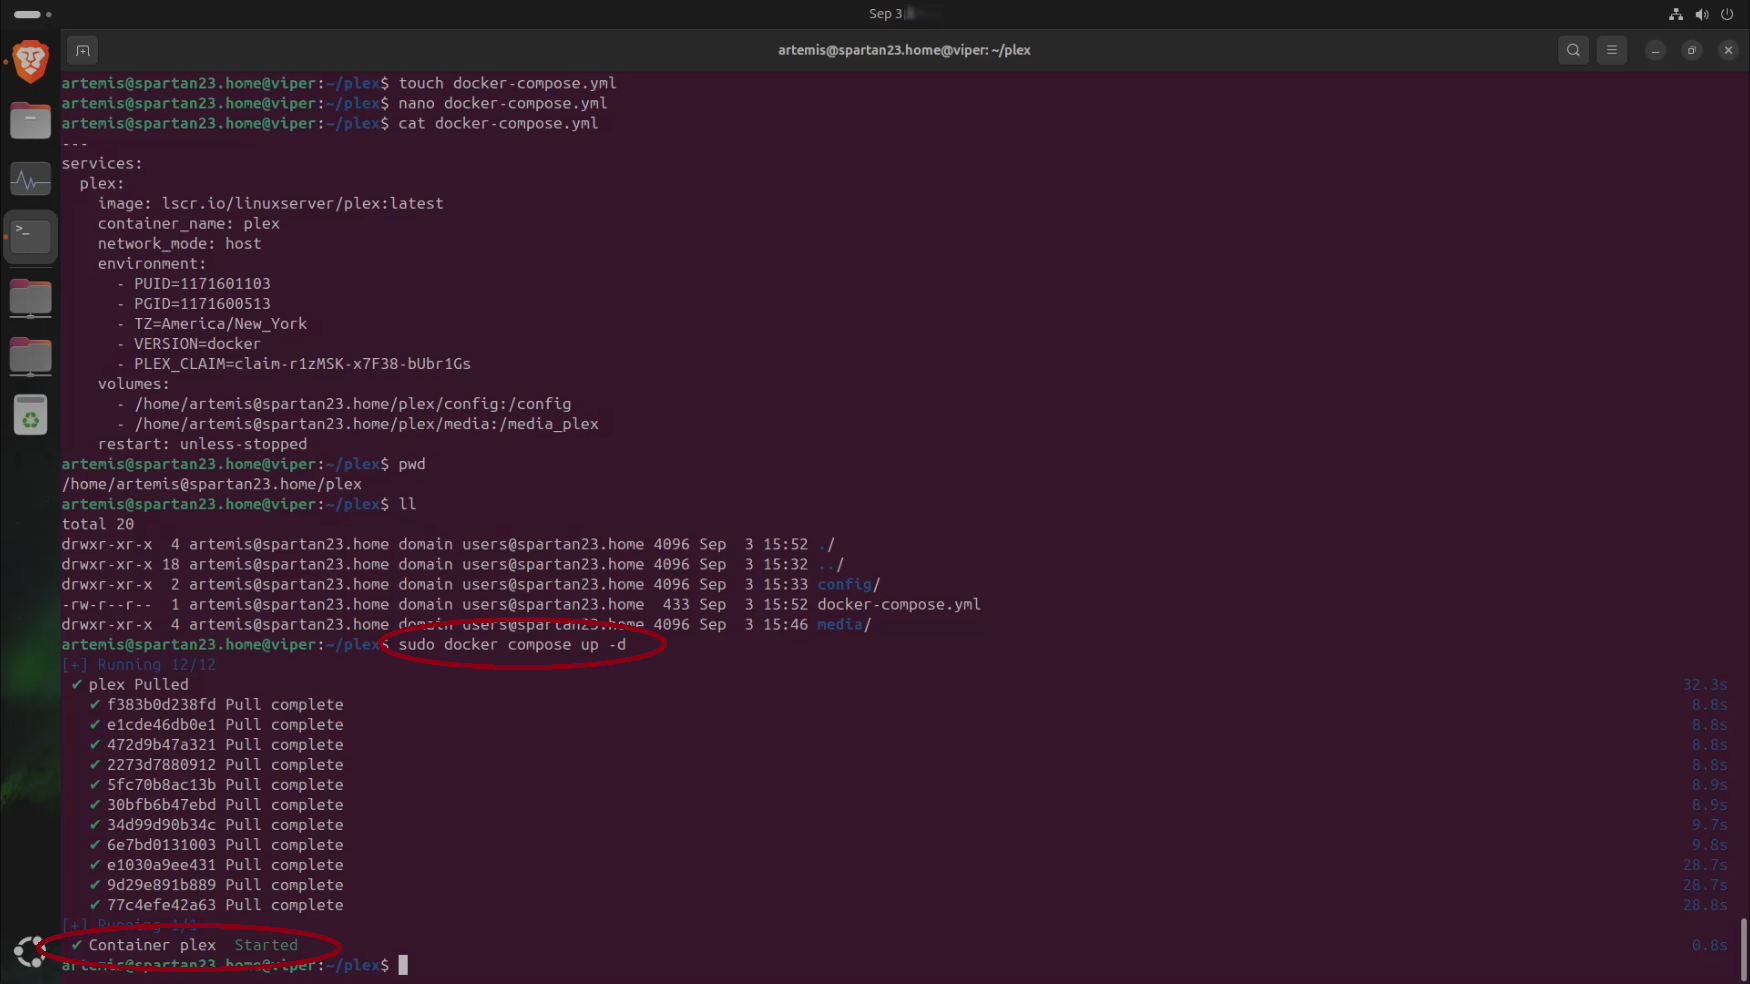 Sep 3
artemis@spartan23.home@viper: ~/plex
artemis@spartan23.home@viper:~/plex$ touch docker-compose.yml
artemis@spartan23.home@viper:~/plex$ nano docker-compose.yml
artemis@spartan23.home@viper:~/plex$ cat docker-compose.yml
---
services:
  plex:
    image: lscr.io/linuxserver/plex:latest
    container_name: plex
    network_mode: host
    environment:
      - PUID=1171601103
      - PGID=1171600513
      - TZ=America/New_York
      - VERSION=docker
      - PLEX_CLAIM=claim-r1zMSK-x7F38-bUbr1Gs
    volumes:
      - /home/artemis@spartan23.home/plex/config:/config
      - /home/artemis@spartan23.home/plex/media:/media_plex
    restart: unless-stopped
artemis@spartan23.home@viper:~/plex$ pwd
/home/artemis@spartan23.home/plex
artemis@spartan23.home@viper:~/plex$ ll
total 20
drwxr-xr-x  4 artemis@spartan23.home domain users@spartan23.home 4096 Sep  3 15:52 ./
drwxr-xr-x 18 artemis@spartan23.home domain users@spartan23.home 4096 Sep  3 15:32 ../
drwxr-xr-x  2 artemis@spartan23.home domain users@spartan23.home 4096 Sep  3 15:33 config/
-rw-r--r--  1 artemis@spartan23.home domain users@spartan23.home  433 Sep  3 15:52 docker-compose.yml
drwxr-xr-x  4 artemis@spartan23.home domain users@spartan23.home 4096 Sep  3 15:46 media/
artemis@spartan23.home@viper:~/plex$ sudo docker compose up -d
[+] Running 12/12
 ✔ plex Pulled 32.3s
   ✔ f383b0d238fd Pull complete 8.8s
   ✔ e1cde46db0e1 Pull complete 8.8s
   ✔ 472d9b47a321 Pull complete 8.8s
   ✔ 2273d7880912 Pull complete 8.8s
   ✔ 5fc70b8ac13b Pull complete 8.9s
   ✔ 30bfb6b47ebd Pull complete 8.9s
   ✔ 34d99d90b34c Pull complete 9.7s
   ✔ 6e7bd0131003 Pull complete 9.8s
   ✔ e1030a9ee431 Pull complete 28.7s
   ✔ 9d29e891b889 Pull complete 28.7s
   ✔ 77c4efe42a63 Pull complete 28.8s
[+] Running 1/1
 ✔ Container plex  Started 0.8s
artemis@spartan23.home@viper:~/plex$